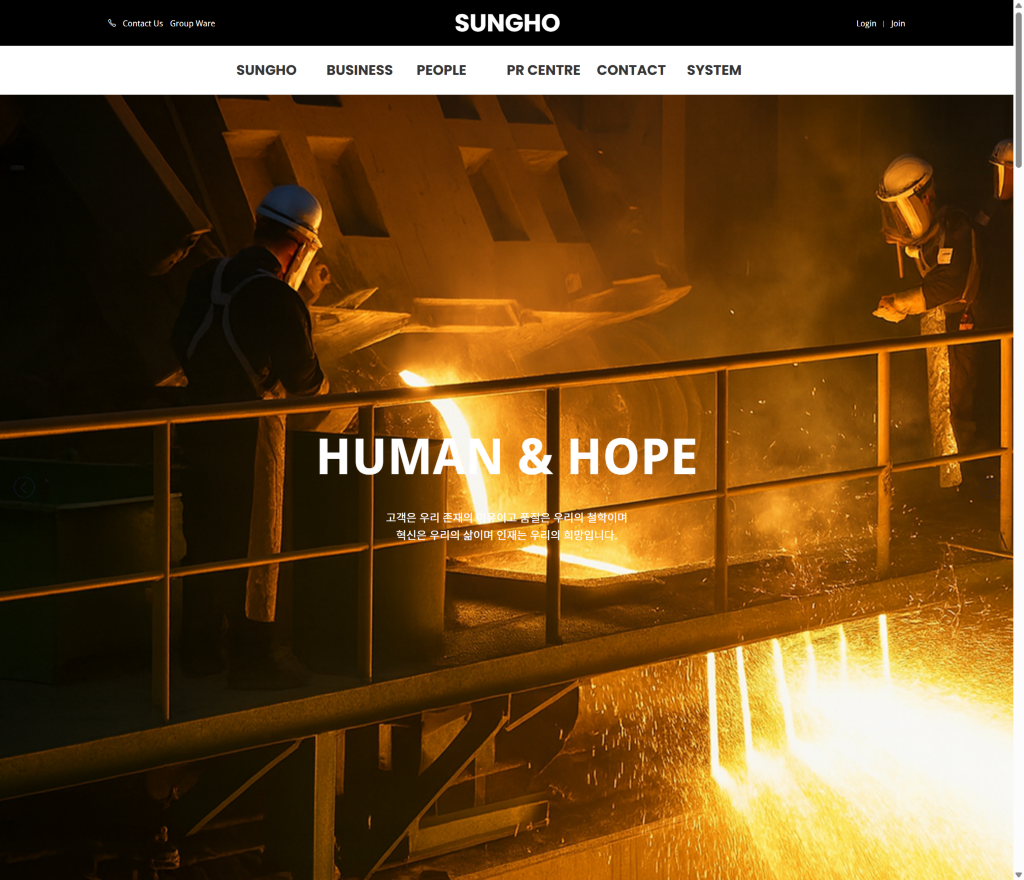 Contact Us Group Ware
SUNGHO
Login | Join
SUNGHO BUSINESS PEOPLE PR CENTRE CONTACT SYSTEM
HUMAN & HOPE
고객은 우리 존재의 이유이고 품질은 우리의 철학이며
혁신은 우리의 삶이며 인재는 우리의 희망입니다.